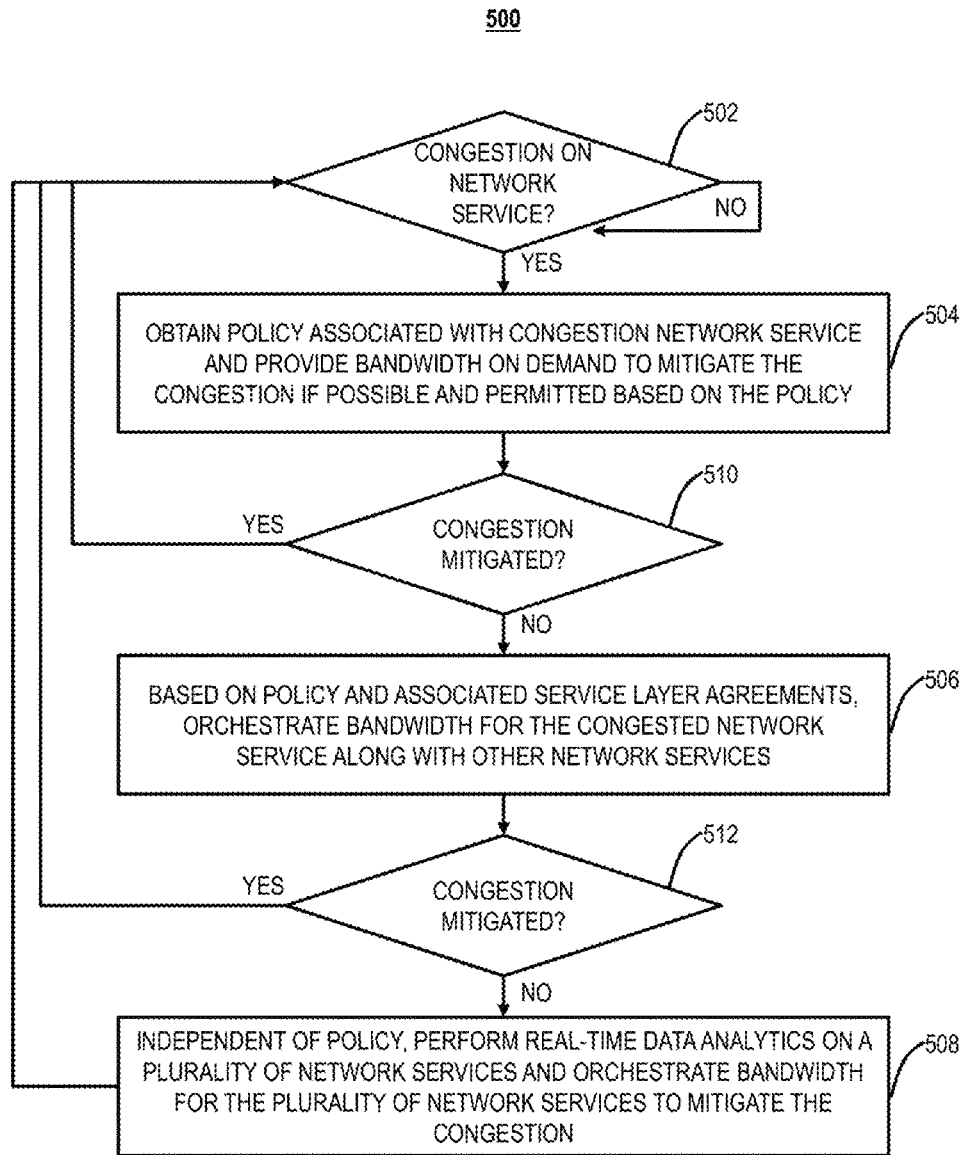 500
502
CONGESTION ON
NETWORK
SERVICE?
NO
YES
504
OBTAIN POLICY ASSOCIATED WITH CONGESTION NETWORK SERVICE
AND PROVIDE BANDWIDTH ON DEMAND TO MITIGATE THE
CONGESTION IF POSSIBLE AND PERMITTED BASED ON THE POLICY
510
YES
CONGESTION
MITIGATED?
NO
506
BASED ON POLICY AND ASSOCIATED SERVICE LAYER AGREEMENTS,
ORCHESTRATE BANDWIDTH FOR THE CONGESTED NETWORK
SERVICE ALONG WITH OTHER NETWORK SERVICES
512
YES
CONGESTION
MITIGATED?
NO
508
INDEPENDENT OF POLICY, PERFORM REAL-TIME DATA ANALYTICS ON A
PLURALITY OF NETWORK SERVICES AND ORCHESTRATE BANDWIDTH
FOR THE PLURALITY OF NETWORK SERVICES TO MITIGATE THE
CONGESTION